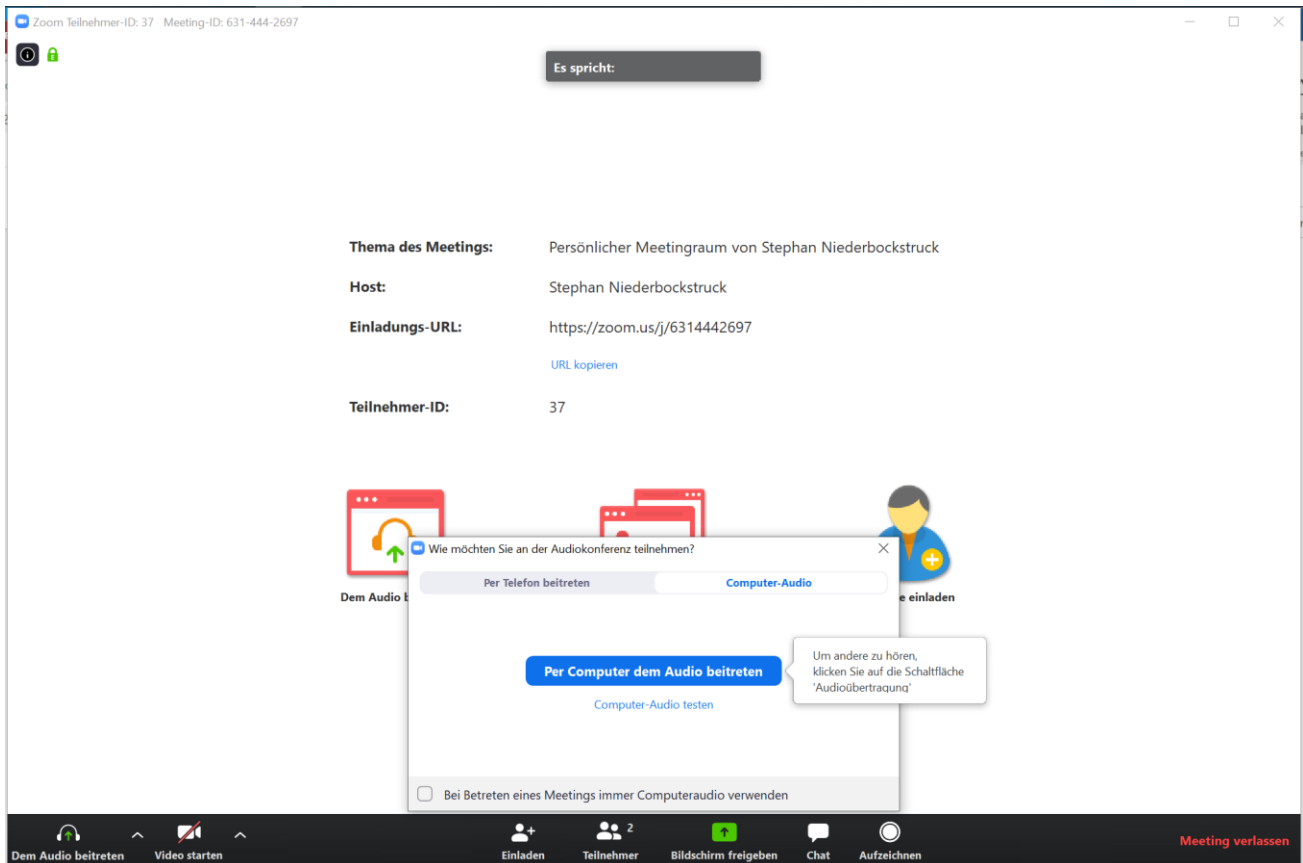 Zoom Teilnehmer-ID: 37 Meeting-ID: 631-444-2697
Es spricht:
Thema des Meetings: Persönlicher Meetingraum von Stephan Niederbockstruck
Host: Stephan Niederbockstruck
Einladungs-URL: https://zoom.us/j/6314442697
URL kopieren
Teilnehmer-ID: 37
Dem Audio
e einladen
Wie möchten Sie an der Audiokonferenz teilnehmen?
Per Telefon beitreten Computer-Audio
Per Computer dem Audio beitreten
Um andere zu hören,
klicken Sie auf die Schaltfläche
'Audioübertragung'
Computer-Audio testen
Bei Betreten eines Meetings immer Computeraudio verwenden
2
Dem Audio beitreten Video starten Einladen Teilnehmer Bildschirm freigeben Chat Aufzeichnen Meeting verlassen